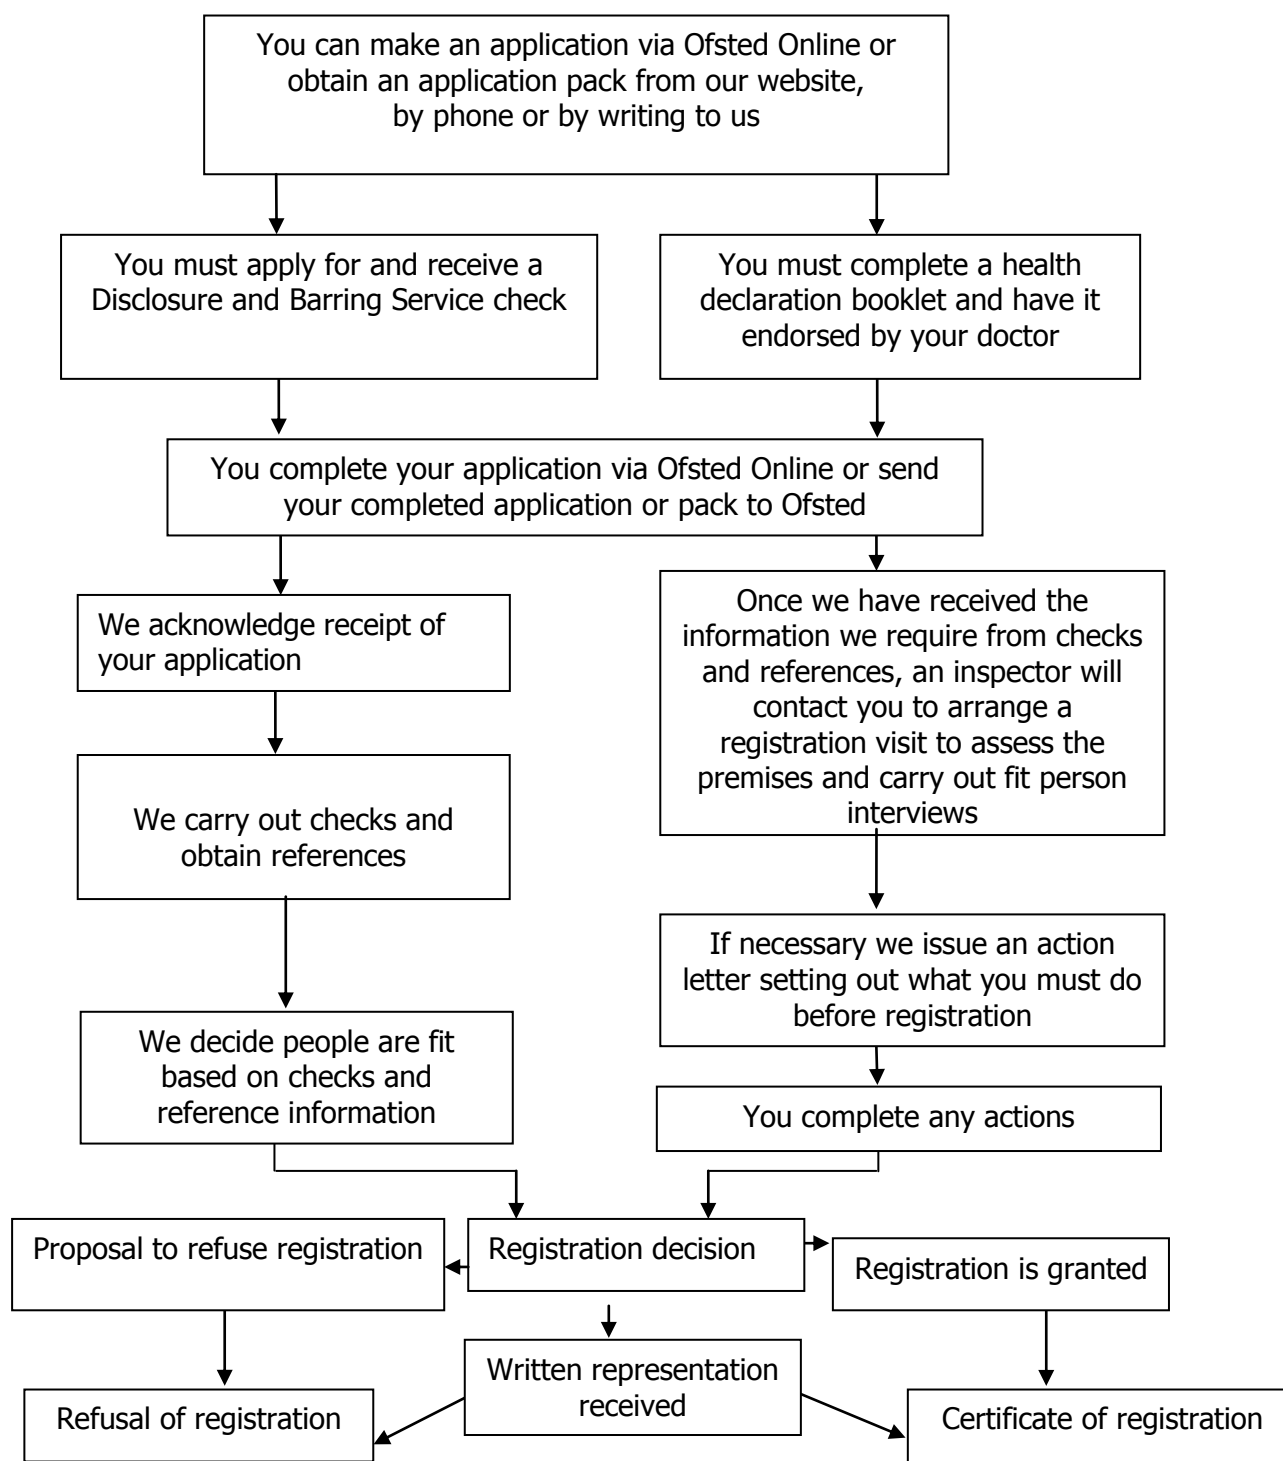 You can make an application via Ofsted Online or
obtain an application pack from our website,
by phone or by writing to us
You must apply for and receive a
Disclosure and Barring Service check
You must complete a health
declaration booklet and have it
endorsed by your doctor
You complete your application via Ofsted Online or send
your completed application or pack to Ofsted
We acknowledge receipt of
your application
Once we have received the
information we require from checks
and references, an inspector will
contact you to arrange a
registration visit to assess the
premises and carry out fit person
interviews
We carry out checks and
obtain references
If necessary we issue an action
letter setting out what you must do
before registration
We decide people are fit
based on checks and
reference information
You complete any actions
Proposal to refuse registration
Registration decision
Registration is granted
Written representation
received
Refusal of registration
Certificate of registration